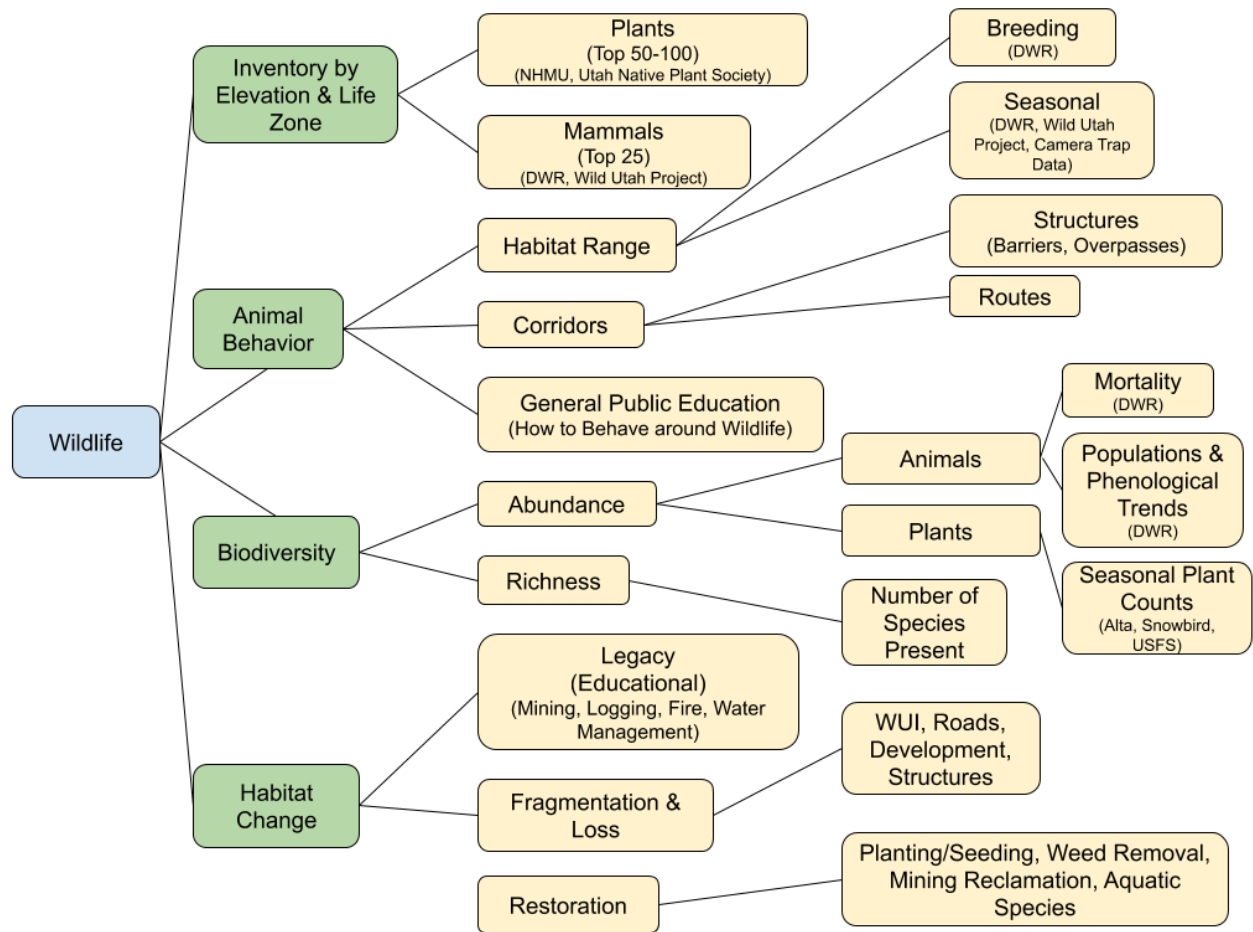 Wildlife
Inventory by
Elevation & Life
Zone
Plants
(Top 50-100)
(NHMU, Utah Native Plant Society)
Mammals
(Top 25)
(DWR, Wild Utah Project)
Animal
Behavior
Habitat Range
Breeding
(DWR)
Seasonal
(DWR, Wild Utah
Project, Camera Trap
Data)
Corridors
Structures
(Barriers, Overpasses)
Routes
General Public Education
(How to Behave around Wildlife)
Biodiversity
Abundance
Animals
Mortality
(DWR)
Populations &
Phenological
Trends
(DWR)
Plants
Seasonal Plant
Counts
(Alta, Snowbird,
USFS)
Richness
Number of
Species
Present
Habitat
Change
Legacy
(Educational)
(Mining, Logging, Fire, Water
Management)
Fragmentation &
Loss
WUI, Roads,
Development,
Structures
Restoration
Planting/Seeding, Weed Removal,
Mining Reclamation, Aquatic
Species